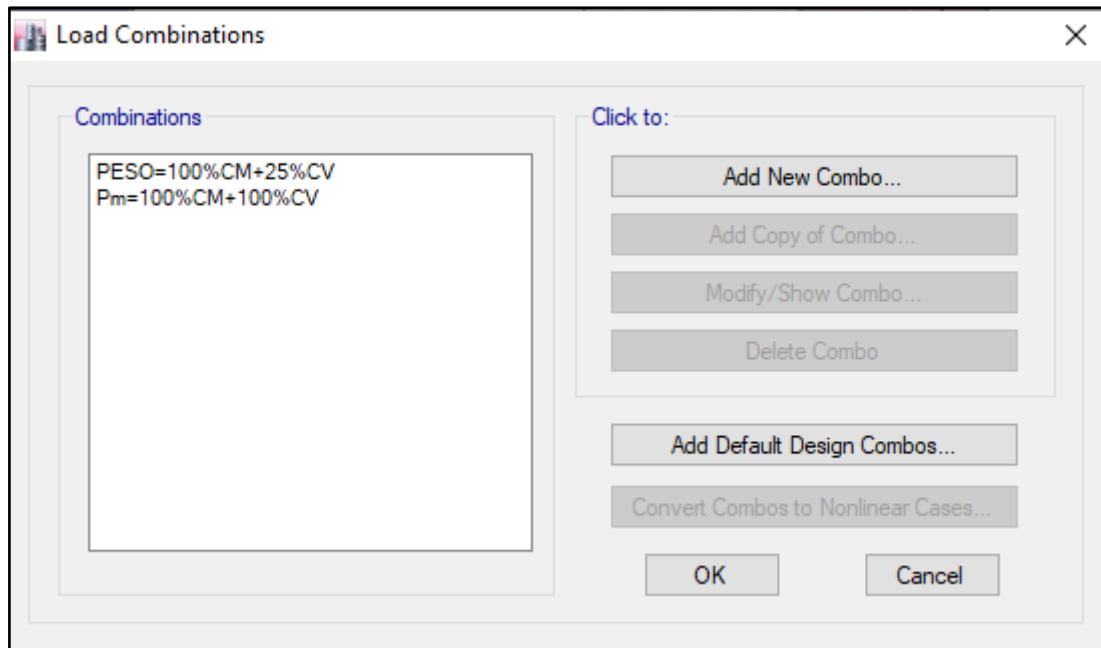 Load Combinations
Combinations
PESO=100%CM+25%CV
Pm=100%CM+100%CV
Click to:
Add New Combo...
Add Copy of Combo...
Modify/Show Combo...
Delete Combo
Add Default Design Combos...
Convert Combos to Nonlinear Cases...
OK
Cancel